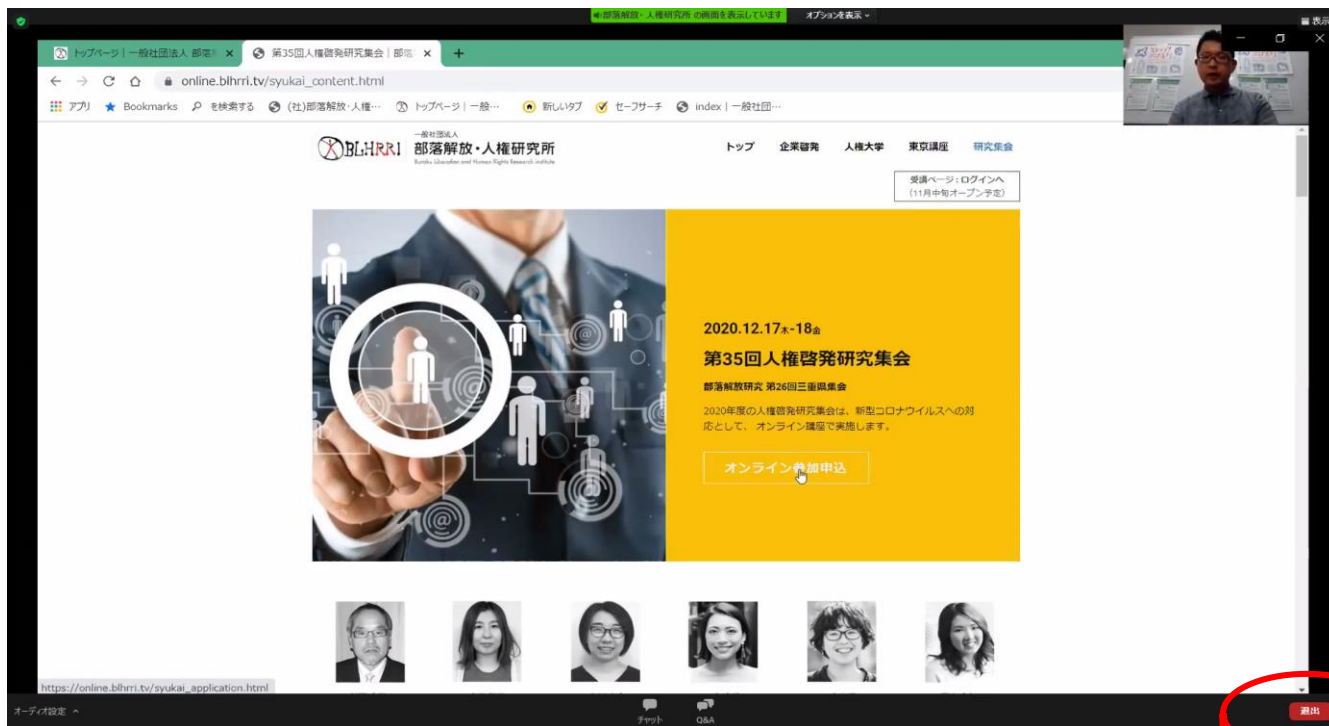 部落解放・人権研究所 の画面を表示しています
オプションを表示
表示
トップページ | 一般社団法人 部落
第35回人権啓発研究集会 | 部落
online.blhrri.tv/syukai_content.html
アプリ
Bookmarks
を検索する
(社)部落解放・人権…
トップページ | 一般…
新しいタブ
セーフサーチ
index | 一般社団…
BLHRRI
一般社団法人
部落解放・人権研究所
Buraku Liberation and Human Rights Research Institute
トップ
企業啓発
人権大学
東京講座
研究集会
受講ページ：ログインへ
(11月中旬オープン予定)
2020.12.17木-18金
第35回人権啓発研究集会
部落解放研究 第26回三重県集会
2020年度の人権啓発研究集会は、新型コロナウイルスへの対
応として、 オンライン講座で実施します。
オンライン参加申込
https://online.blhrri.tv/syukai_application.html
オーディオ設定
チャット
Q&A
退出